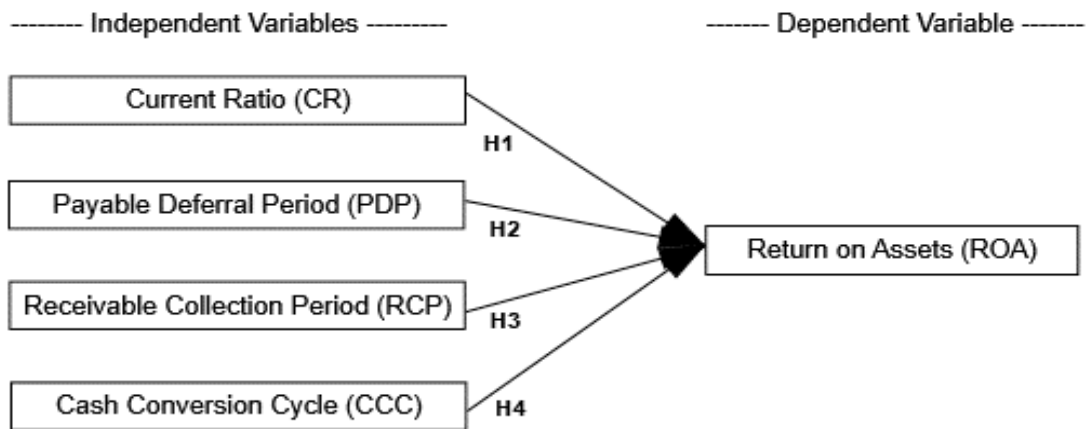 -------- Independent Variables ---------
------- Dependent Variable -------
Current Ratio (CR)
H1
Payable Deferral Period (PDP)
H2
Return on Assets (ROA)
Receivable Collection Period (RCP)
H3
Cash Conversion Cycle (CCC)
H4